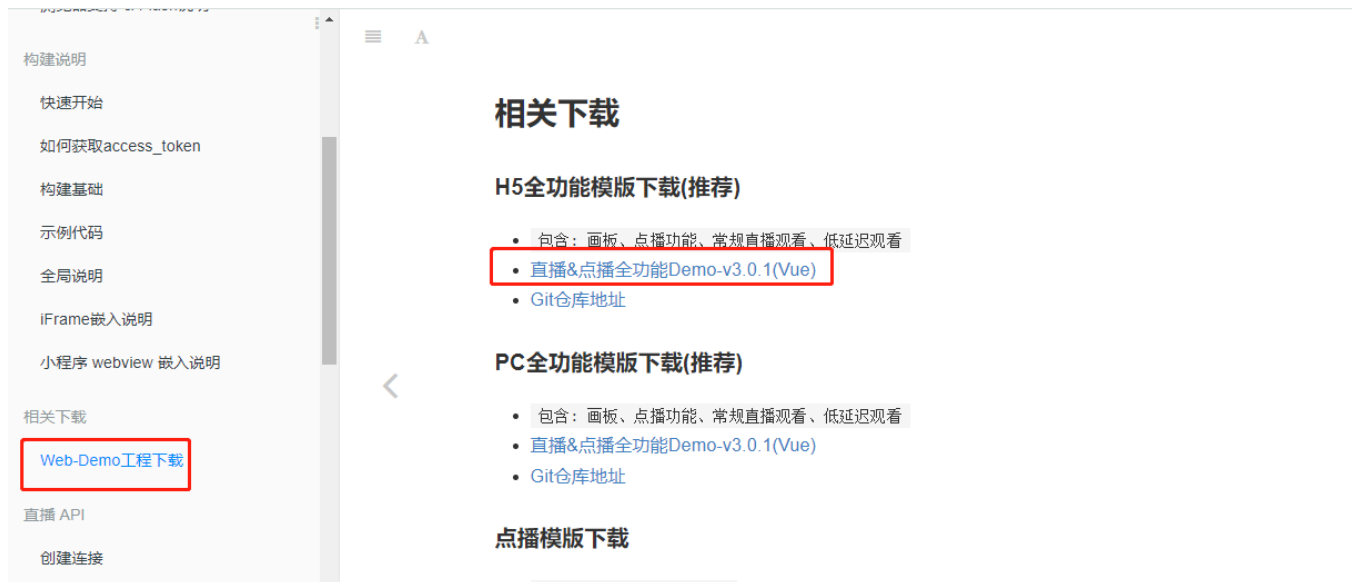 构建说明
快速开始
如何获取access_token
构建基础
示例代码
全局说明
iFrame嵌入说明
小程序 webview 嵌入说明
相关下载
Web-Demo工程下载
直播 API
创建连接
A
相关下载
H5全功能模版下载(推荐)
包含: 画板、点播功能、常规直播观看、低延迟观看
直播&点播全功能Demo-v3.0.1(Vue)
Git仓库地址
PC全功能模版下载(推荐)
包含: 画板、点播功能、常规直播观看、低延迟观看
直播&点播全功能Demo-v3.0.1(Vue)
Git仓库地址
点播模版下载